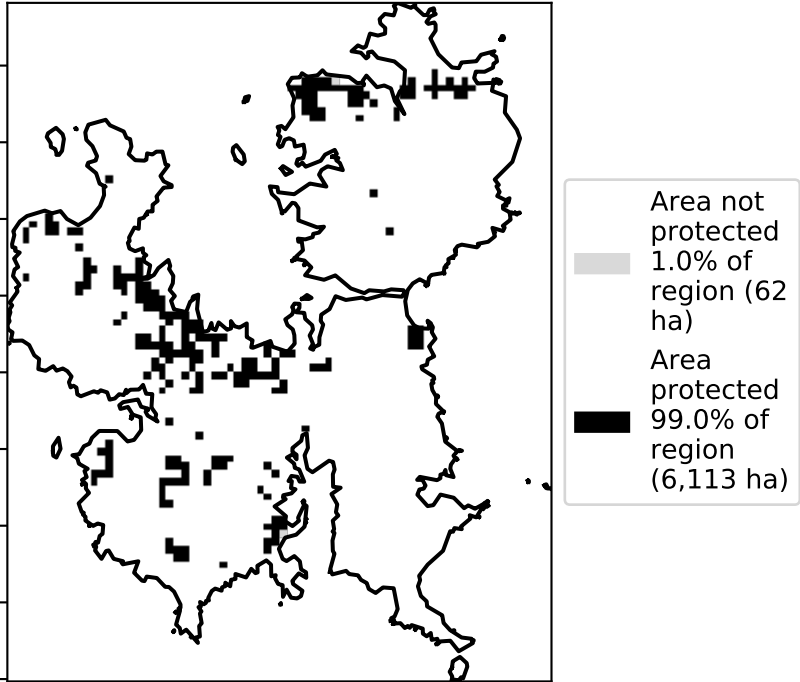 Area not
protected
1.0% of
region (62
ha)
Area
protected
99.0% of
region
(6,113 ha)